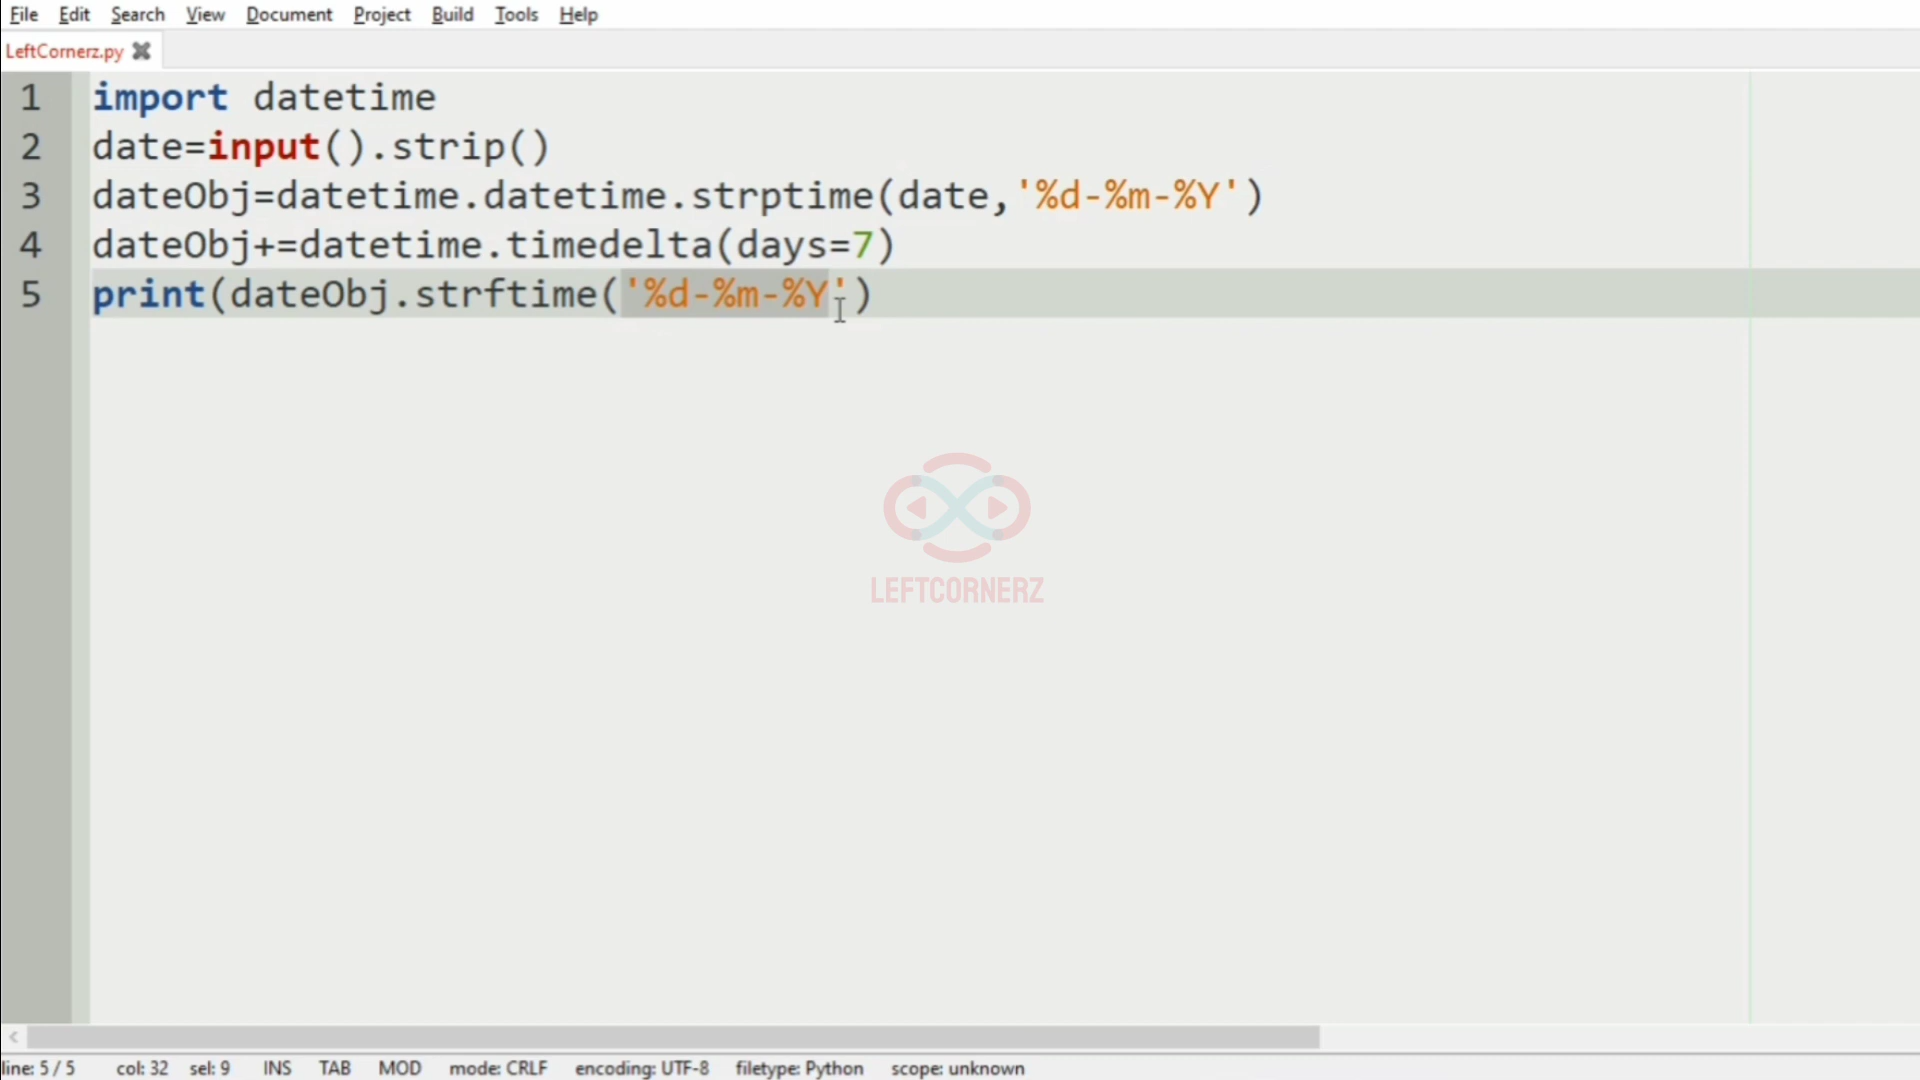 File Edit Search View Document Project Build Tools Help
LeftCornerz.py
1 import datetime
2 date=input().strip()
3 dateObj=datetime.datetime.strptime(date,'%d-%m-%Y')
4 dateObj+=datetime.timedelta(days=7)
5 print(dateObj.strftime('%d-%m-%Y')
LEFTCORNERZ
line: 5 / 5 col: 32 sel: 9 INS TAB MOD mode: CRLF encoding: UTF-8 filetype: Python scope: unknown